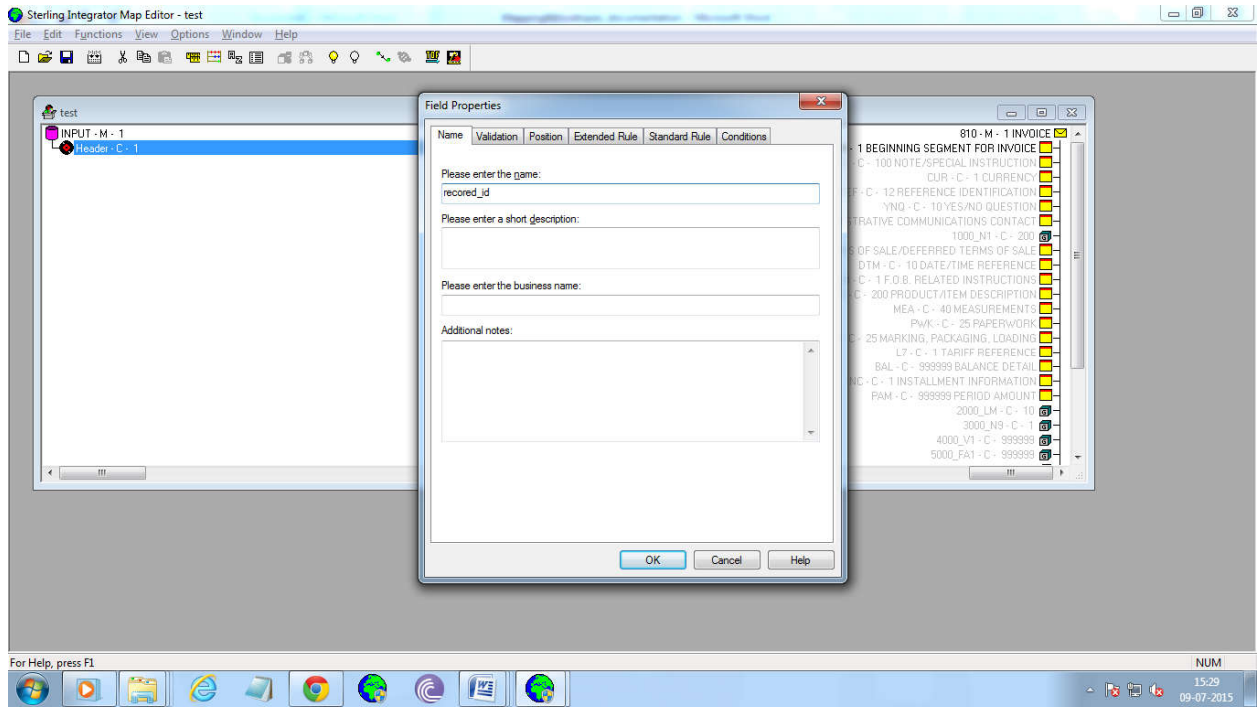 Sterling Integrator Map Editor - test
File Edit Functions View Options Window Help
test
INPUT - M - 1
Header - C - 1
Field Properties
Name Validation Position Extended Rule Standard Rule Conditions
Please enter the name:
recored_id
Please enter a short description:
Please enter the business name:
Additional notes:
OK Cancel Help
810 - M - 1 INVOICE
1 BEGINNING SEGMENT FOR INVOICE
C - 100 NOTE/SPECIAL INSTRUCTION
CUR - C - 1 CURRENCY
EF - C - 12 REFERENCE IDENTIFICATION
YNQ - C - 10 YES/NO QUESTION
TRATIVE COMMUNICATIONS CONTACT
1000_N1 - C - 200
S OF SALE/DEFERRED TERMS OF SALE
DTM - C - 10 DATE/TIME REFERENCE
- C - 1 F.O.B. RELATED INSTRUCTIONS
C - 200 PRODUCT/ITEM DESCRIPTION
MEA - C - 40 MEASUREMENTS
PWK - C - 25 PAPERWORK
C - 25 MARKING, PACKAGING, LOADING
L7 - C - 1 TARIFF REFERENCE
BAL - C - 999999 BALANCE DETAIL
NC - C - 1 INSTALLMENT INFORMATION
PAM - C - 999999 PERIOD AMOUNT
2000_LM - C - 10
3000_N9 - C - 1
4000_V1 - C - 999999
5000_FA1 - C - 999999
For Help, press F1
NUM
15:29
09-07-2015